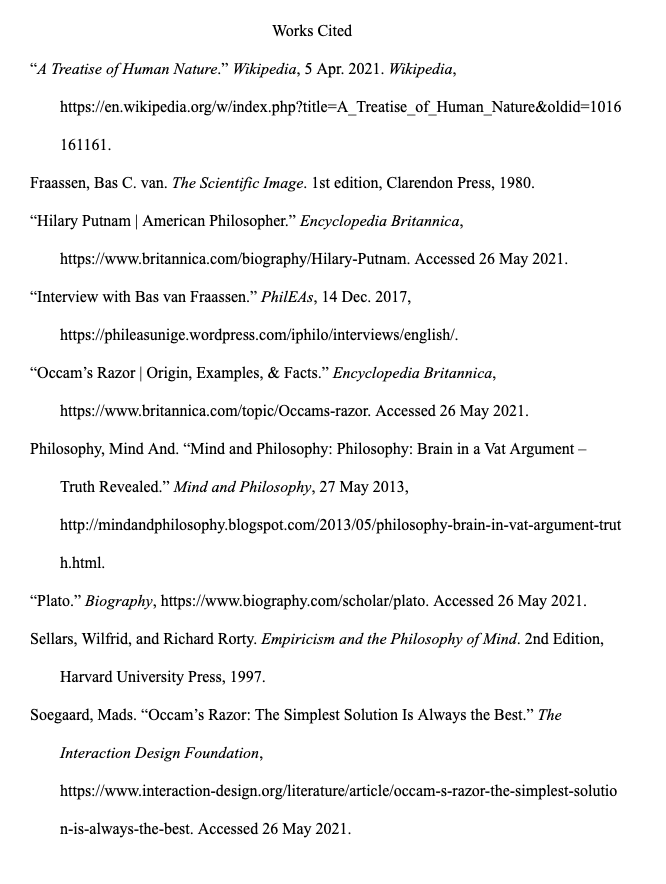 Works Cited
“A Treatise of Human Nature.” Wikipedia, 5 Apr. 2021. Wikipedia,
https://en.wikipedia.org/w/index.php?title=A_Treatise_of_Human_Nature&oldid=1016
161161.
Fraassen, Bas C. van. The Scientific Image. 1st edition, Clarendon Press, 1980.
“Hilary Putnam | American Philosopher.” Encyclopedia Britannica,
https://www.britannica.com/biography/Hilary-Putnam. Accessed 26 May 2021.
“Interview with Bas van Fraassen.” PhilEAs, 14 Dec. 2017,
https://phileasunige.wordpress.com/iphilo/interviews/english/.
“Occam’s Razor | Origin, Examples, & Facts.” Encyclopedia Britannica,
https://www.britannica.com/topic/Occams-razor. Accessed 26 May 2021.
Philosophy, Mind And. “Mind and Philosophy: Philosophy: Brain in a Vat Argument –
Truth Revealed.” Mind and Philosophy, 27 May 2013,
http://mindandphilosophy.blogspot.com/2013/05/philosophy-brain-in-vat-argument-trut
h.html.
“Plato.” Biography, https://www.biography.com/scholar/plato. Accessed 26 May 2021.
Sellars, Wilfrid, and Richard Rorty. Empiricism and the Philosophy of Mind. 2nd Edition,
Harvard University Press, 1997.
Soegaard, Mads. “Occam’s Razor: The Simplest Solution Is Always the Best.” The
Interaction Design Foundation,
https://www.interaction-design.org/literature/article/occam-s-razor-the-simplest-solutio
n-is-always-the-best. Accessed 26 May 2021.